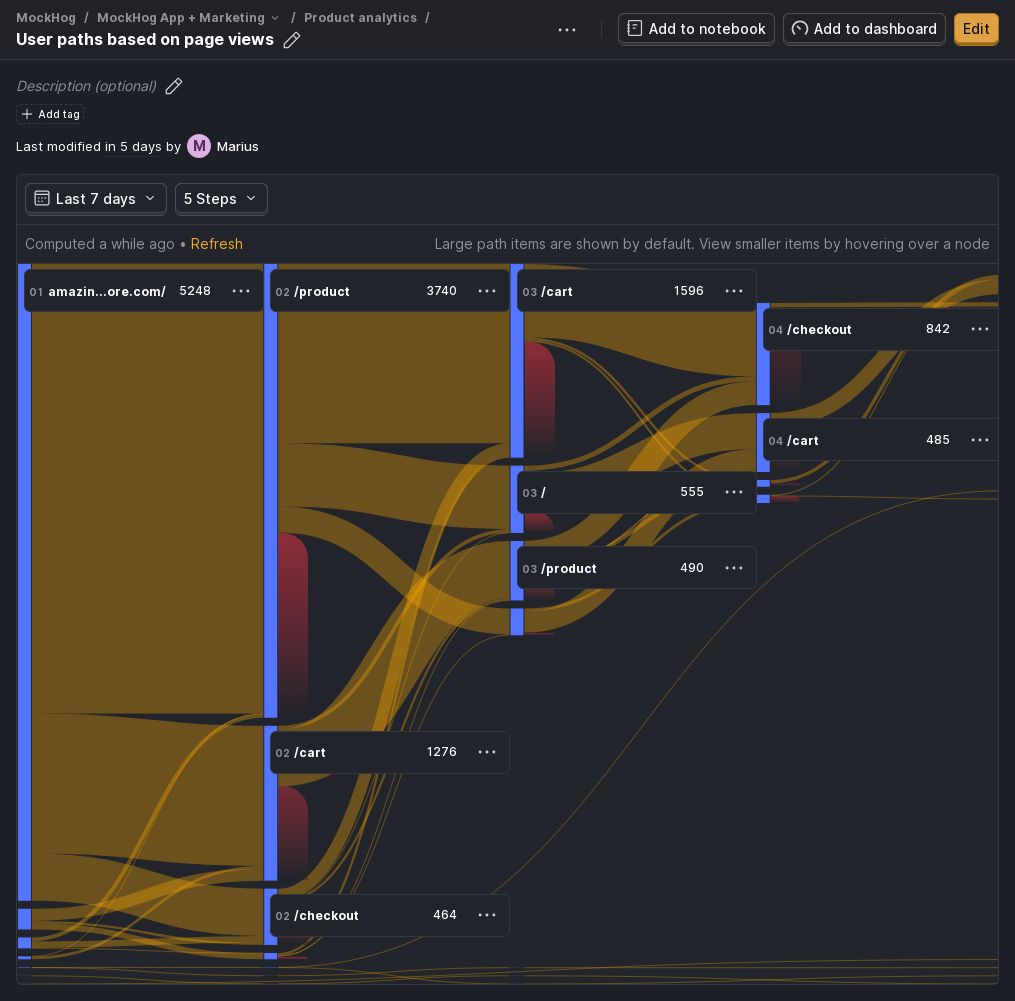 MockHog / MockHog App + Marketing / Product analytics /
User paths based on page views
Add to notebook Add to dashboard Edit
Description (optional)
Add tag
Last modified in 5 days by M Marius
Last 7 days 5 Steps
Computed a while ago • Refresh Large path items are shown by default. View smaller items by hovering over a node
01 amazin...ore.com/ 5248
02 /product 3740
03 /cart 1596
04 /checkout 842
04 /cart 485
03 / 555
03 /product 490
02 /cart 1276
02 /checkout 464